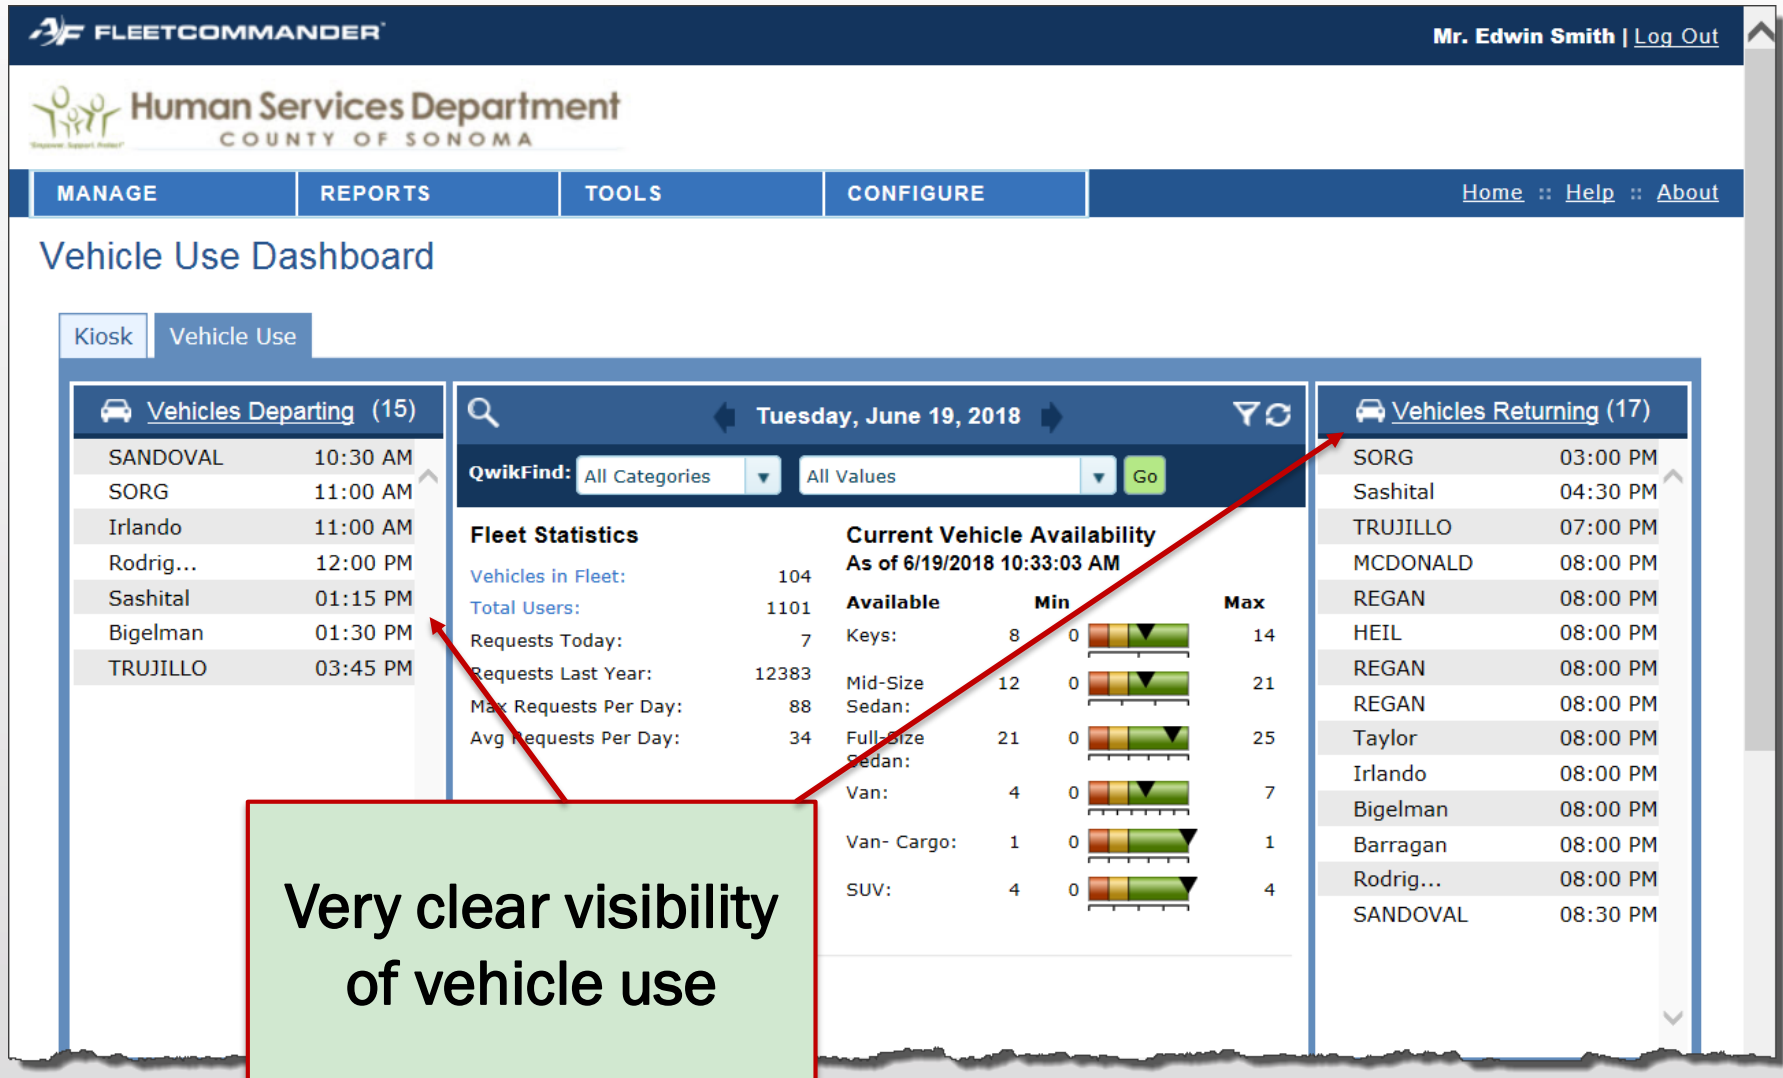 FLEETCOMMANDER
Mr. Edwin Smith | Log Out
Human Services Department
COUNTY OF SONOMA
MANAGE REPORTS TOOLS CONFIGURE Home :: Help :: About
Vehicle Use Dashboard
Kiosk Vehicle Use
Vehicles Departing (15)
SANDOVAL 10:30 AM
SORG 11:00 AM
Irlando 11:00 AM
Rodrig... 12:00 PM
Sashital 01:15 PM
Bigelman 01:30 PM
TRUJILLO 03:45 PM
Tuesday, June 19, 2018
QwikFind: All Categories All Values Go
Fleet Statistics
Vehicles in Fleet: 104
Total Users: 1101
Requests Today: 7
Requests Last Year: 12383
Max Requests Per Day: 88
Avg Requests Per Day: 34
Current Vehicle Availability
As of 6/19/2018 10:33:03 AM
Available Min Max
Keys: 8 0 14
Mid-Size 12 0 21
Sedan:
Full-Size 21 0 25
Sedan:
Van: 4 0 7
Van- Cargo: 1 0 1
SUV: 4 0 4
Vehicles Returning (17)
SORG 03:00 PM
Sashital 04:30 PM
TRUJILLO 07:00 PM
MCDONALD 08:00 PM
REGAN 08:00 PM
HEIL 08:00 PM
REGAN 08:00 PM
REGAN 08:00 PM
Taylor 08:00 PM
Irlando 08:00 PM
Bigelman 08:00 PM
Barragan 08:00 PM
Rodrig... 08:00 PM
SANDOVAL 08:30 PM
Very clear visibility
of vehicle use